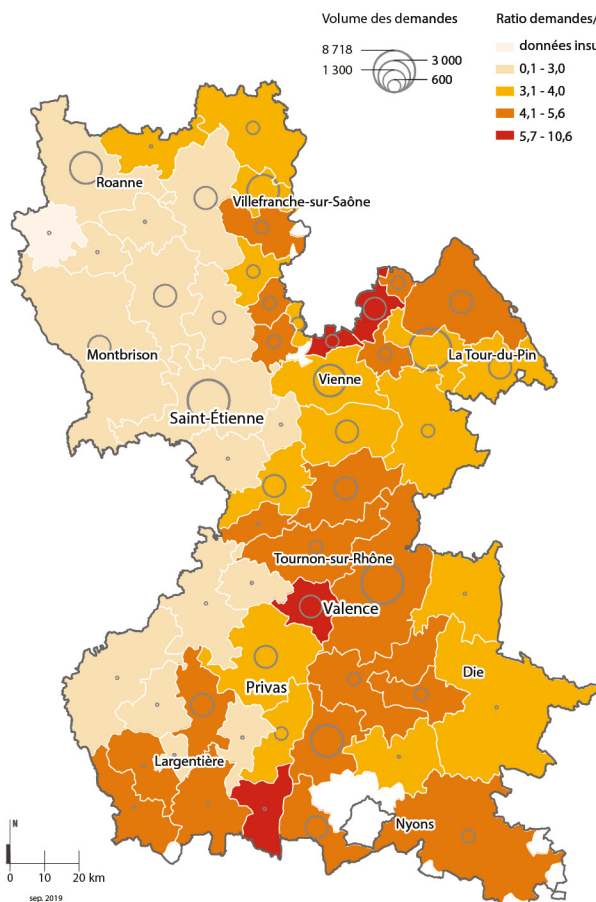 Volume des demandes
8 718
3 000
1 300
600
Ratio demandes/
données insu
0,1 - 3,0
3,1 - 4,0
4,1 - 5,6
5,7 - 10,6
Roanne
Villefranche-sur-Saône
Montbrison
La Tour-du-Pin
Vienne
Saint-Étienne
Tournon-sur-Rhône
Valence
Die
Privas
Largentière
Nyons
N
0 10 20 km
sep. 2019